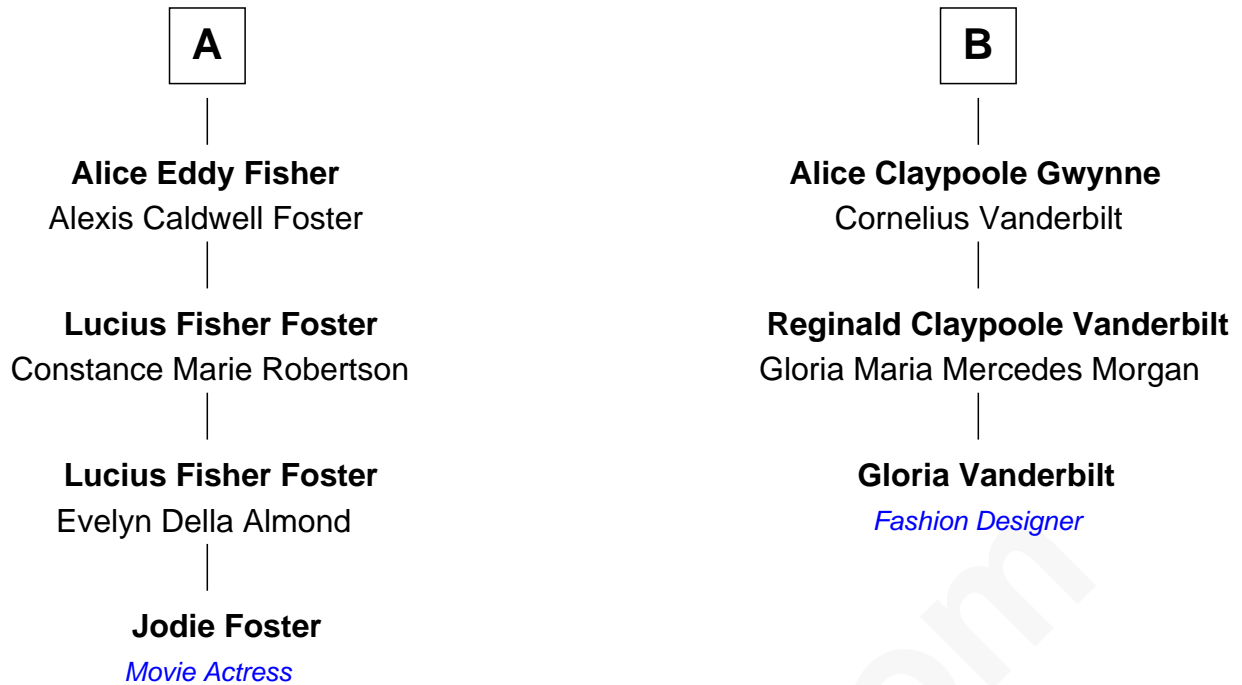 A
Alice Eddy Fisher
Alexis Caldwell Foster
Lucius Fisher Foster
Constance Marie Robertson
Lucius Fisher Foster
Evelyn Della Almond
Jodie Foster
Movie Actress
B
Alice Claypoole Gwynne
Cornelius Vanderbilt
Reginald Claypoole Vanderbilt
Gloria Maria Mercedes Morgan
Gloria Vanderbilt
Fashion Designer
om